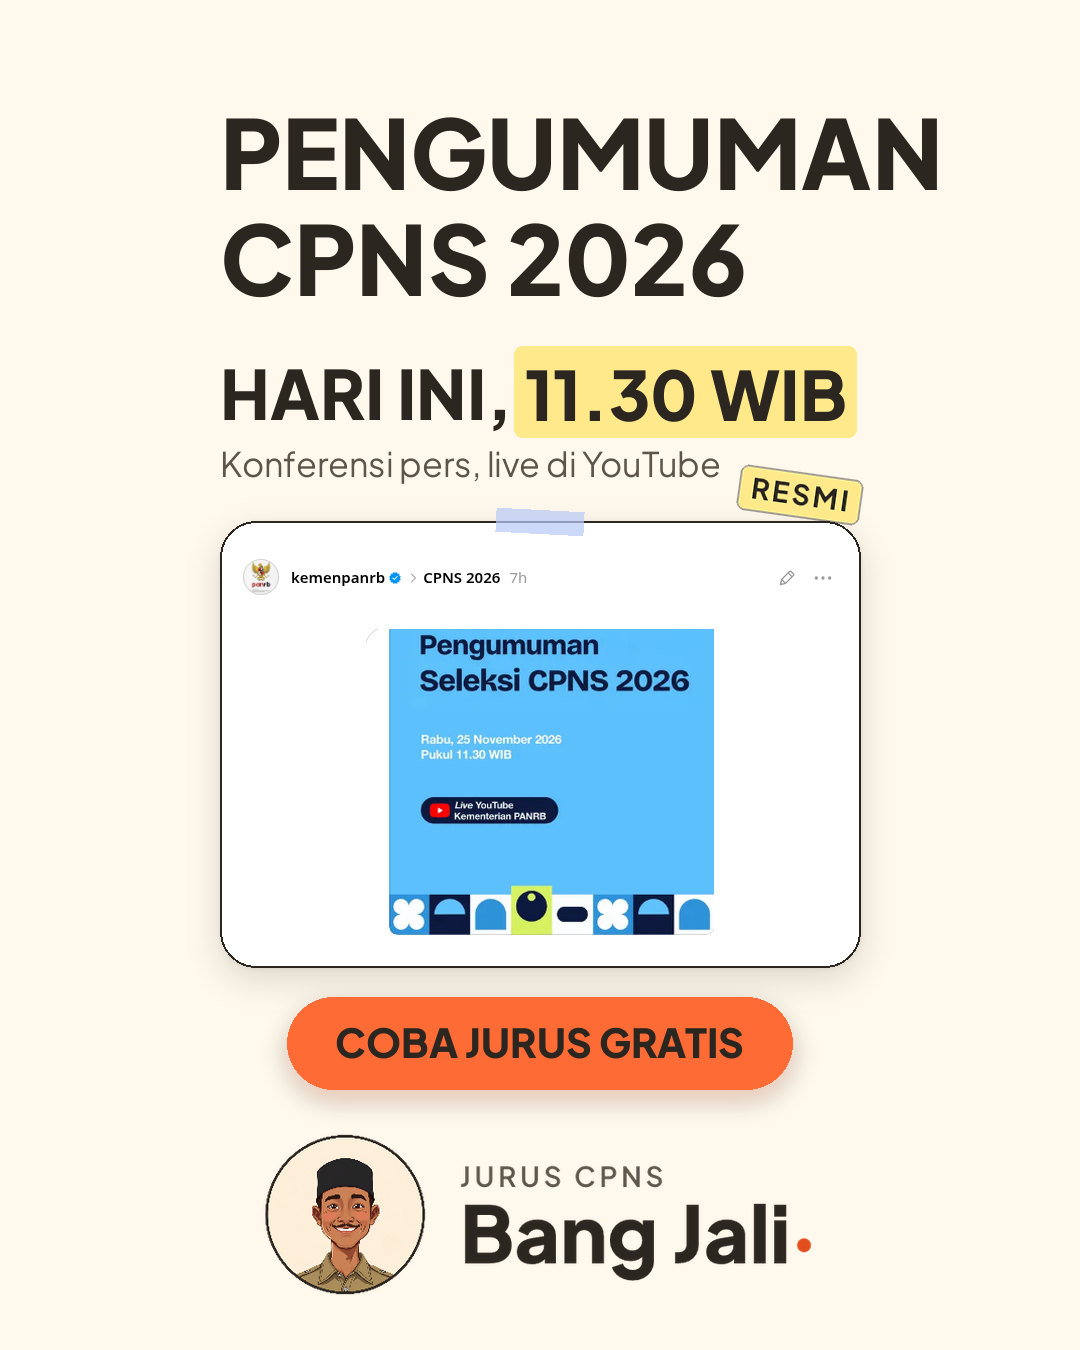 PENGUMUMAN
CPNS 2026
HARI INI, 11.30 WIB
Konferensi pers, live di YouTube
RESMI
kemenpanrb > CPNS 2026 7h
panrb
Pengumuman
Seleksi CPNS 2026
Rabu, 25 November 2026
Pukul 11.30 WIB
Live YouTube
Kementerian PANRB
COBA JURUS GRATIS
JURUS CPNS
Bang Jali